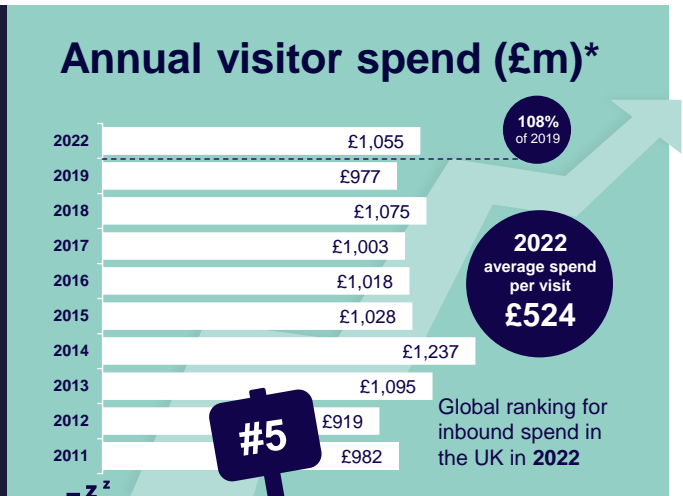 Annual visitor spend (£m)*
108%
of 2019
2022 £1,055
2019 £977
2018 £1,075
2017 £1,003
2016 £1,018
2015 £1,028
2014 £1,237
2013 £1,095
2012 £919
2011 £982
2022
average spend
per visit
£524
#5
Global ranking for
inbound spend in
the UK in 2022
z z